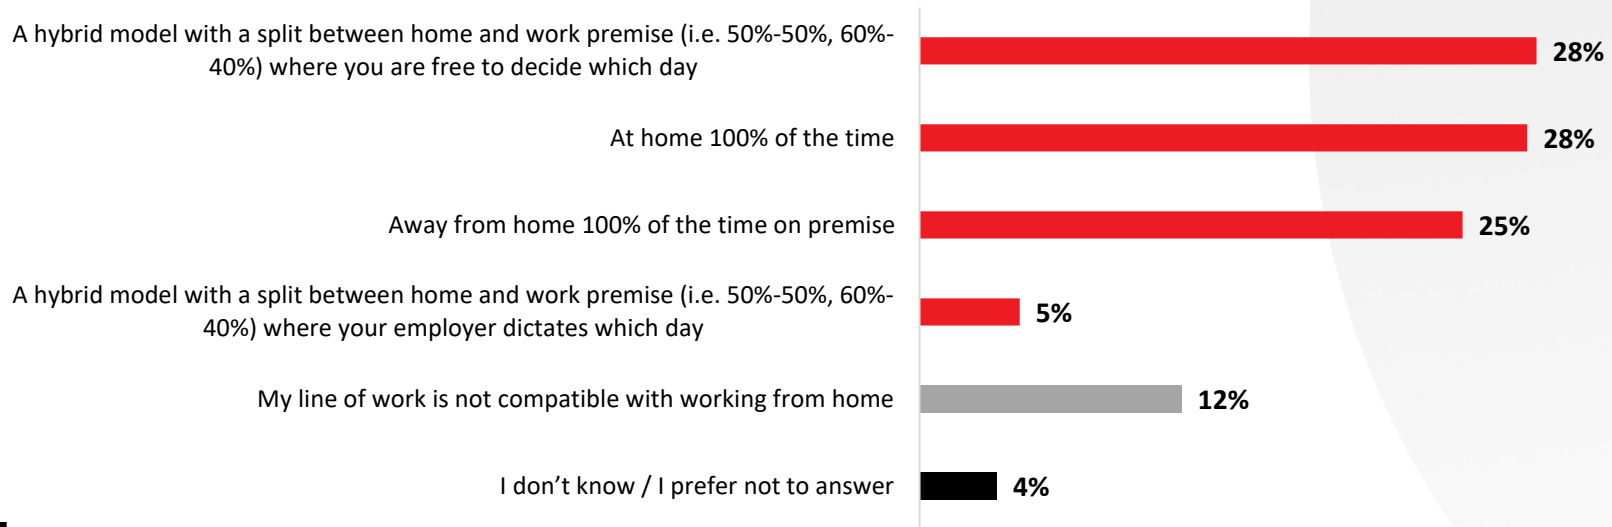 A hybrid model with a split between home and work premise (i.e. 50%-50%, 60%-
40%) where you are free to decide which day
28%
At home 100% of the time
28%
Away from home 100% of the time on premise
25%
A hybrid model with a split between home and work premise (i.e. 50%-50%, 60%-
40%) where your employer dictates which day
5%
My line of work is not compatible with working from home
12%
I don’t know / I prefer not to answer
4%